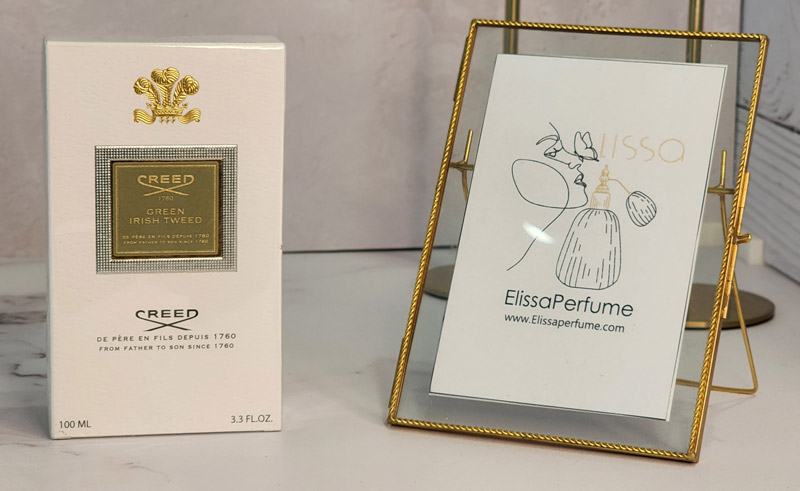 CREED
1760
GREEN
IRISH TWEED
DE PÈRE EN FILS DEPUIS 1760
FROM FATHER TO SON SINCE 1760
CREED
DE PÈRE EN FILS DEPUIS 1760
FROM FATHER TO SON SINCE 1760
100 ML
3.3 FL.OZ.
lissa
ElissaPerfume
www.Elissaperfume.com